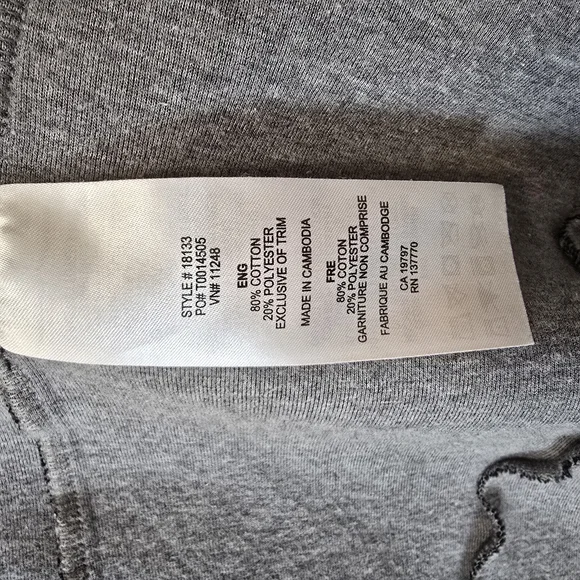 STYLE # 18133
PO# T0014505
VN# 11248
ENG
80% COTTON
20% POLYESTER
EXCLUSIVE OF TRIM
MADE IN CAMBODIA
FRE
80% COTON
20% POLYESTER
GARNITURE NON COMPRISE
FABRIQUE AU CAMBODGE
CA 19797
RN 137770